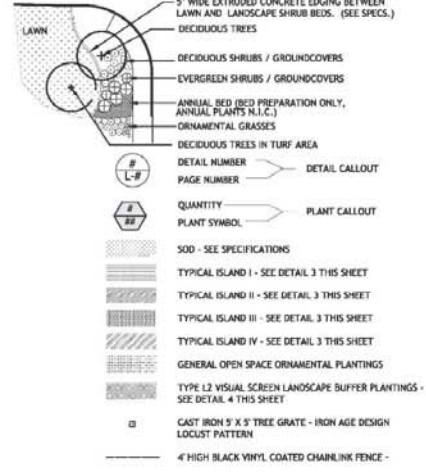 5" WIDE EXTRUDED CONCRETE EDGING BETWEEN
LAWN AND LANDSCAPE SHRUB BEDS. (SEE SPECS.)
LAWN
DECIDUOUS TREES
DECIDUOUS SHRUBS / GROUNDCOVERS
EVERGREEN SHRUBS / GROUNDCOVERS
ANNUAL BED (BED PREPARATION ONLY,
ANNUAL PLANTS N.I.C.)
ORNAMENTAL GRASSES
DECIDUOUS TREES IN TURF AREA
#
L-#
DETAIL NUMBER
PAGE NUMBER
DETAIL CALLOUT
#
##
QUANTITY
PLANT SYMBOL
PLANT CALLOUT
SOD - SEE SPECIFICATIONS
TYPICAL ISLAND I - SEE DETAIL 3 THIS SHEET
TYPICAL ISLAND II - SEE DETAIL 3 THIS SHEET
TYPICAL ISLAND III - SEE DETAIL 3 THIS SHEET
TYPICAL ISLAND IV - SEE DETAIL 3 THIS SHEET
GENERAL OPEN SPACE ORNAMENTAL PLANTINGS
TYPE L2 VISUAL SCREEN LANDSCAPE BUFFER PLANTINGS -
SEE DETAIL 4 THIS SHEET
CAST IRON 5' X 5' TREE GRATE - IRON AGE DESIGN
LOCUST PATTERN
4' HIGH BLACK VINYL COATED CHAINLINK FENCE -